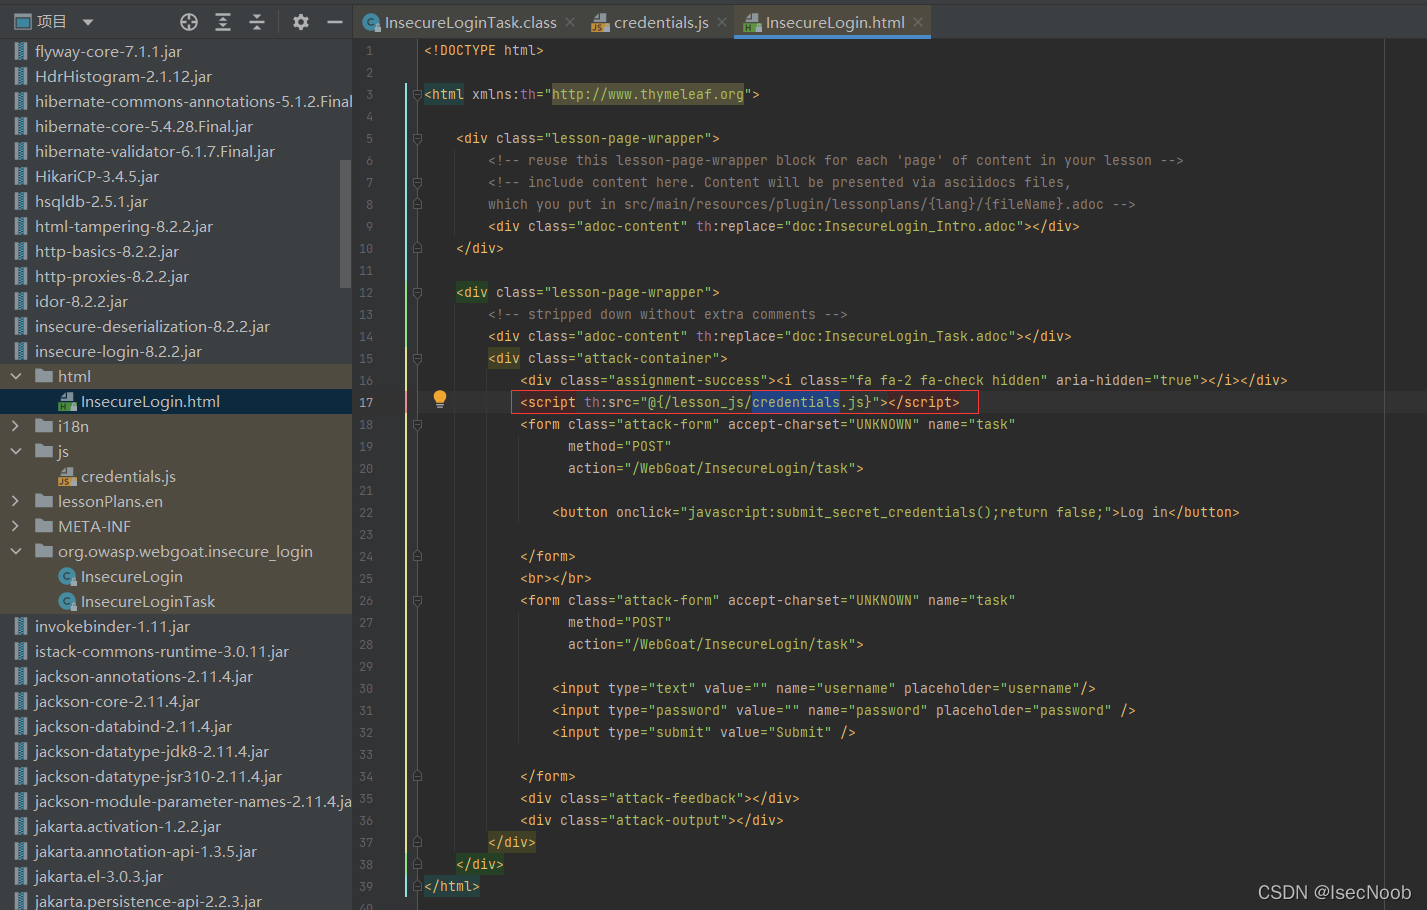 项目
InsecureLoginTask.class
credentials.js
InsecureLogin.html
flyway-core-7.1.1.jar
HdrHistogram-2.1.12.jar
hibernate-commons-annotations-5.1.2.Final
hibernate-core-5.4.28.Final.jar
hibernate-validator-6.1.7.Final.jar
HikariCP-3.4.5.jar
hsqldb-2.5.1.jar
html-tampering-8.2.2.jar
http-basics-8.2.2.jar
http-proxies-8.2.2.jar
idor-8.2.2.jar
insecure-deserialization-8.2.2.jar
insecure-login-8.2.2.jar
html
InsecureLogin.html
i18n
js
credentials.js
lessonPlans.en
META-INF
org.owasp.webgoat.insecure_login
InsecureLogin
InsecureLoginTask
invokebinder-1.11.jar
istack-commons-runtime-3.0.11.jar
jackson-annotations-2.11.4.jar
jackson-core-2.11.4.jar
jackson-databind-2.11.4.jar
jackson-datatype-jdk8-2.11.4.jar
jackson-datatype-jsr310-2.11.4.jar
jackson-module-parameter-names-2.11.4.ja
jakarta.activation-1.2.2.jar
jakarta.annotation-api-1.3.5.jar
jakarta.el-3.0.3.jar
jakarta.persistence-api-2.2.3.jar
1 <!DOCTYPE html>
2
3 <html xmlns:th="http://www.thymeleaf.org">
4
5 <div class="lesson-page-wrapper">
6 <!-- reuse this lesson-page-wrapper block for each 'page' of content in your lesson -->
7 <!-- include content here. Content will be presented via asciidocs files,
8 which you put in src/main/resources/plugin/lessonplans/{lang}/{fileName}.adoc -->
9 <div class="adoc-content" th:replace="doc:InsecureLogin_Intro.adoc"></div>
10 </div>
11
12 <div class="lesson-page-wrapper">
13 <!-- stripped down without extra comments -->
14 <div class="adoc-content" th:replace="doc:InsecureLogin_Task.adoc"></div>
15 <div class="attack-container">
16 <div class="assignment-success"><i class="fa fa-2 fa-check hidden" aria-hidden="true"></i></div>
17 <script th:src="@{/lesson_js/credentials.js}"></script>
18 <form class="attack-form" accept-charset="UNKNOWN" name="task"
19 method="POST"
20 action="/WebGoat/InsecureLogin/task">
21
22 <button onclick="javascript:submit_secret_credentials();return false;">Log in</button>
23
24 </form>
25 <br></br>
26 <form class="attack-form" accept-charset="UNKNOWN" name="task"
27 method="POST"
28 action="/WebGoat/InsecureLogin/task">
29
30 <input type="text" value="" name="username" placeholder="username"/>
31 <input type="password" value="" name="password" placeholder="password" />
32 <input type="submit" value="Submit" />
33
34 </form>
35 <div class="attack-feedback"></div>
36 <div class="attack-output"></div>
37 </div>
38 </div>
39 </html>
40
CSDN @IsecNoob